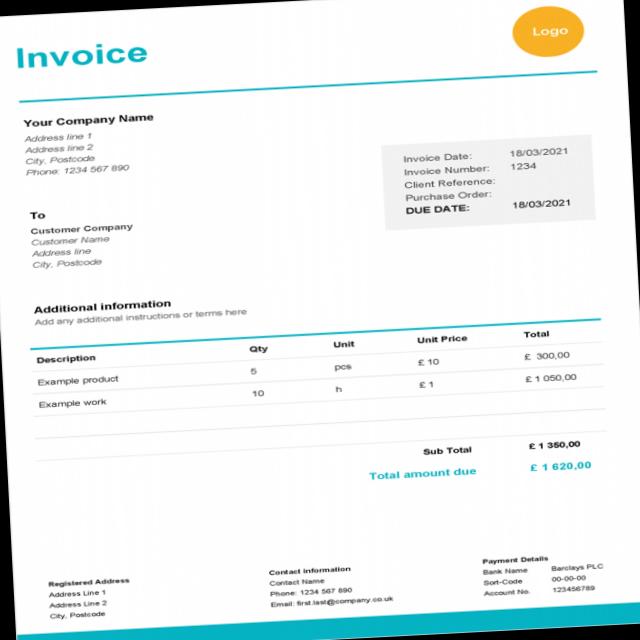 Logo
Invoice
Your Company Name
Address line 1
Address line 2
City, Postcode
Phone: 1234 567 890
Invoice Date: 18/03/2021
Invoice Number: 1234
Client Reference:
Purchase Order:
DUE DATE: 18/03/2021
To
Customer Company
Customer Name
Address line
City, Postcode
Additional information
Add any additional instructions or terms here
Description Qty Unit Unit Price Total
Example product 5 pcs £ 10 £ 300,00
Example work 10 h £ 1 £ 1 050,00
Sub Total £ 1 350,00
Total amount due £ 1 620,00
Registered Address
Address Line 1
Address Line 2
City, Postcode
Contact information
Contact Name
Phone: 1234 567 890
Email: first.last@company.co.uk
Payment Details
Bank Name Barclays PLC
Sort-Code 00-00-00
Account No. 123456789